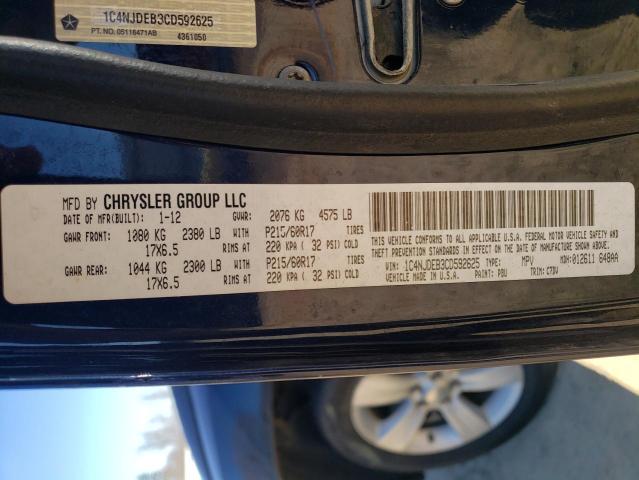 1C4NJDEB3CD592625
PT. NO. 05116471AB 4361050
MFD BY CHRYSLER GROUP LLC
DATE OF MFR(BUILT): 1-12 GVWR: 2076 KG 4575 LB
GAWR FRONT: 1080 KG 2380 LB WITH P215/60R17 TIRES
17X6.5 RIMS AT 220 KPA ( 32 PSI) COLD
GAWR REAR: 1044 KG 2300 LB WITH P215/60R17 TIRES
17X6.5 RIMS AT 220 KPA ( 32 PSI) COLD
THIS VEHICLE CONFORMS TO ALL APPLICABLE U.S.A. FEDERAL MOTOR VEHICLE SAFETY AND
THEFT PREVENTION STANDARDS IN EFFECT ON THE DATE OF MANUFACTURE SHOWN ABOVE.
VIN: 1C4NJDEB3CD592625 TYPE: MPV MDH: 012611 648AA
VEHICLE MADE IN U.S.A. PAINT: PBU TRIM: C7DV